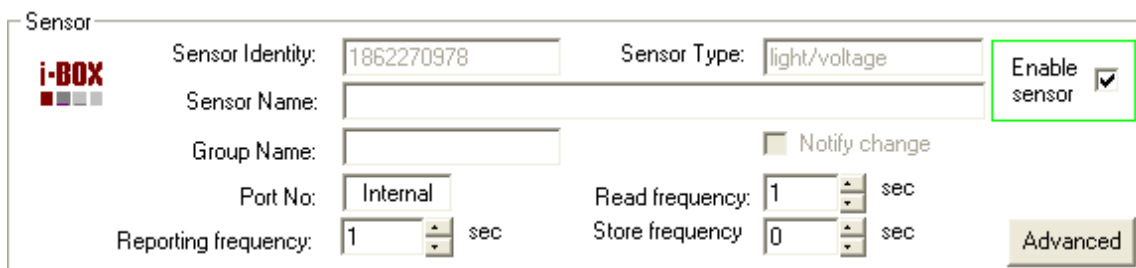 Sensor
i-BOX
Sensor Identity: 1862270978 Sensor Type: light/voltage
Enable sensor
Sensor Name:
Group Name: Notify change
Port No: Internal Read frequency: 1 sec
Reporting frequency: 1 sec Store frequency 0 sec
Advanced